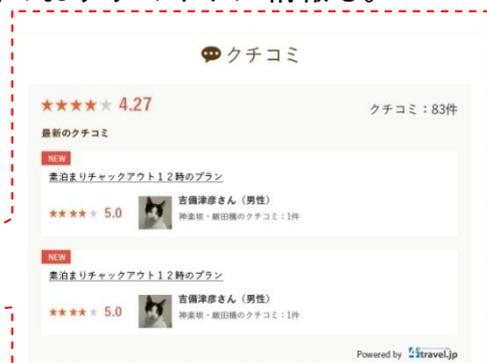 クチコミ
★★★★★ 4.27
クチコミ：83件
最新のクチコミ
NEW
素泊まりチャックアウト１２時のプラン
★★★★★ 5.0
吉備津彦さん（男性）
神楽坂・飯田橋のクチコミ：1件
NEW
素泊まりチャックアウト１２時のプラン
★★★★★ 5.0
吉備津彦さん（男性）
神楽坂・飯田橋のクチコミ：1件
Powered by 4travel.jp